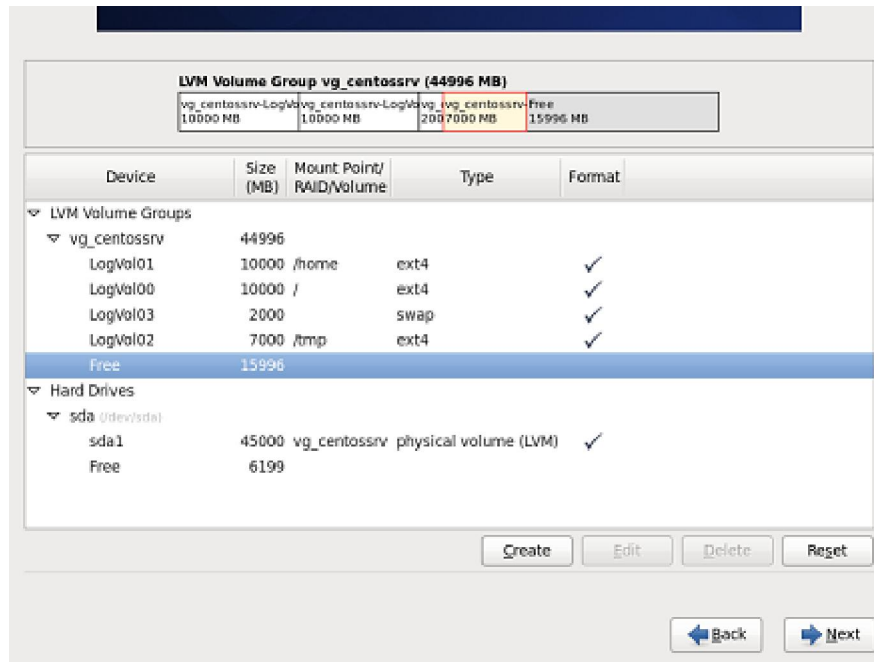 LVM Volume Group vg_centossrv (44996 MB)
vg_centossrv-LogVo vg_centossrv-LogVo vg_ vg_centossrv- Free
10000 MB 10000 MB 200 7000 MB 15996 MB
Device Size (MB) Mount Point/ RAID/Volume Type Format
LVM Volume Groups
vg_centossrv 44996
LogVol01 10000 /home ext4
LogVol00 10000 / ext4
LogVol03 2000 swap
LogVol02 7000 /tmp ext4
Free 15996
Hard Drives
sda (/dev/sda)
sda1 45000 vg_centossrv physical volume (LVM)
Free 6199
Create Edit Delete Reset
Back Next